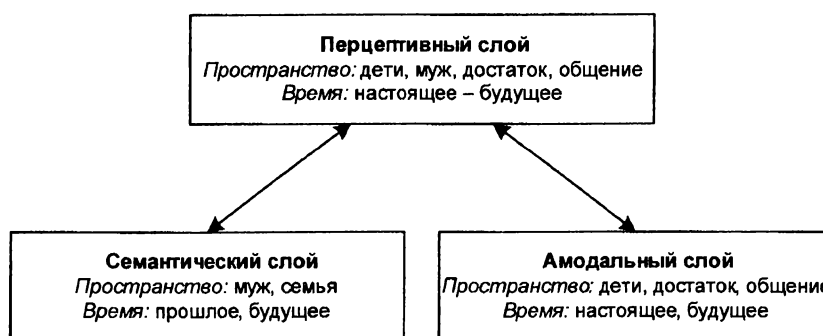 Перцептивный слой
Пространство: дети, муж, достаток, общение
Время: настоящее – будущее
Семантический слой
Пространство: муж, семья
Время: прошлое, будущее
Амодальный слой
Пространство: дети, достаток, общение
Время: настоящее, будущее